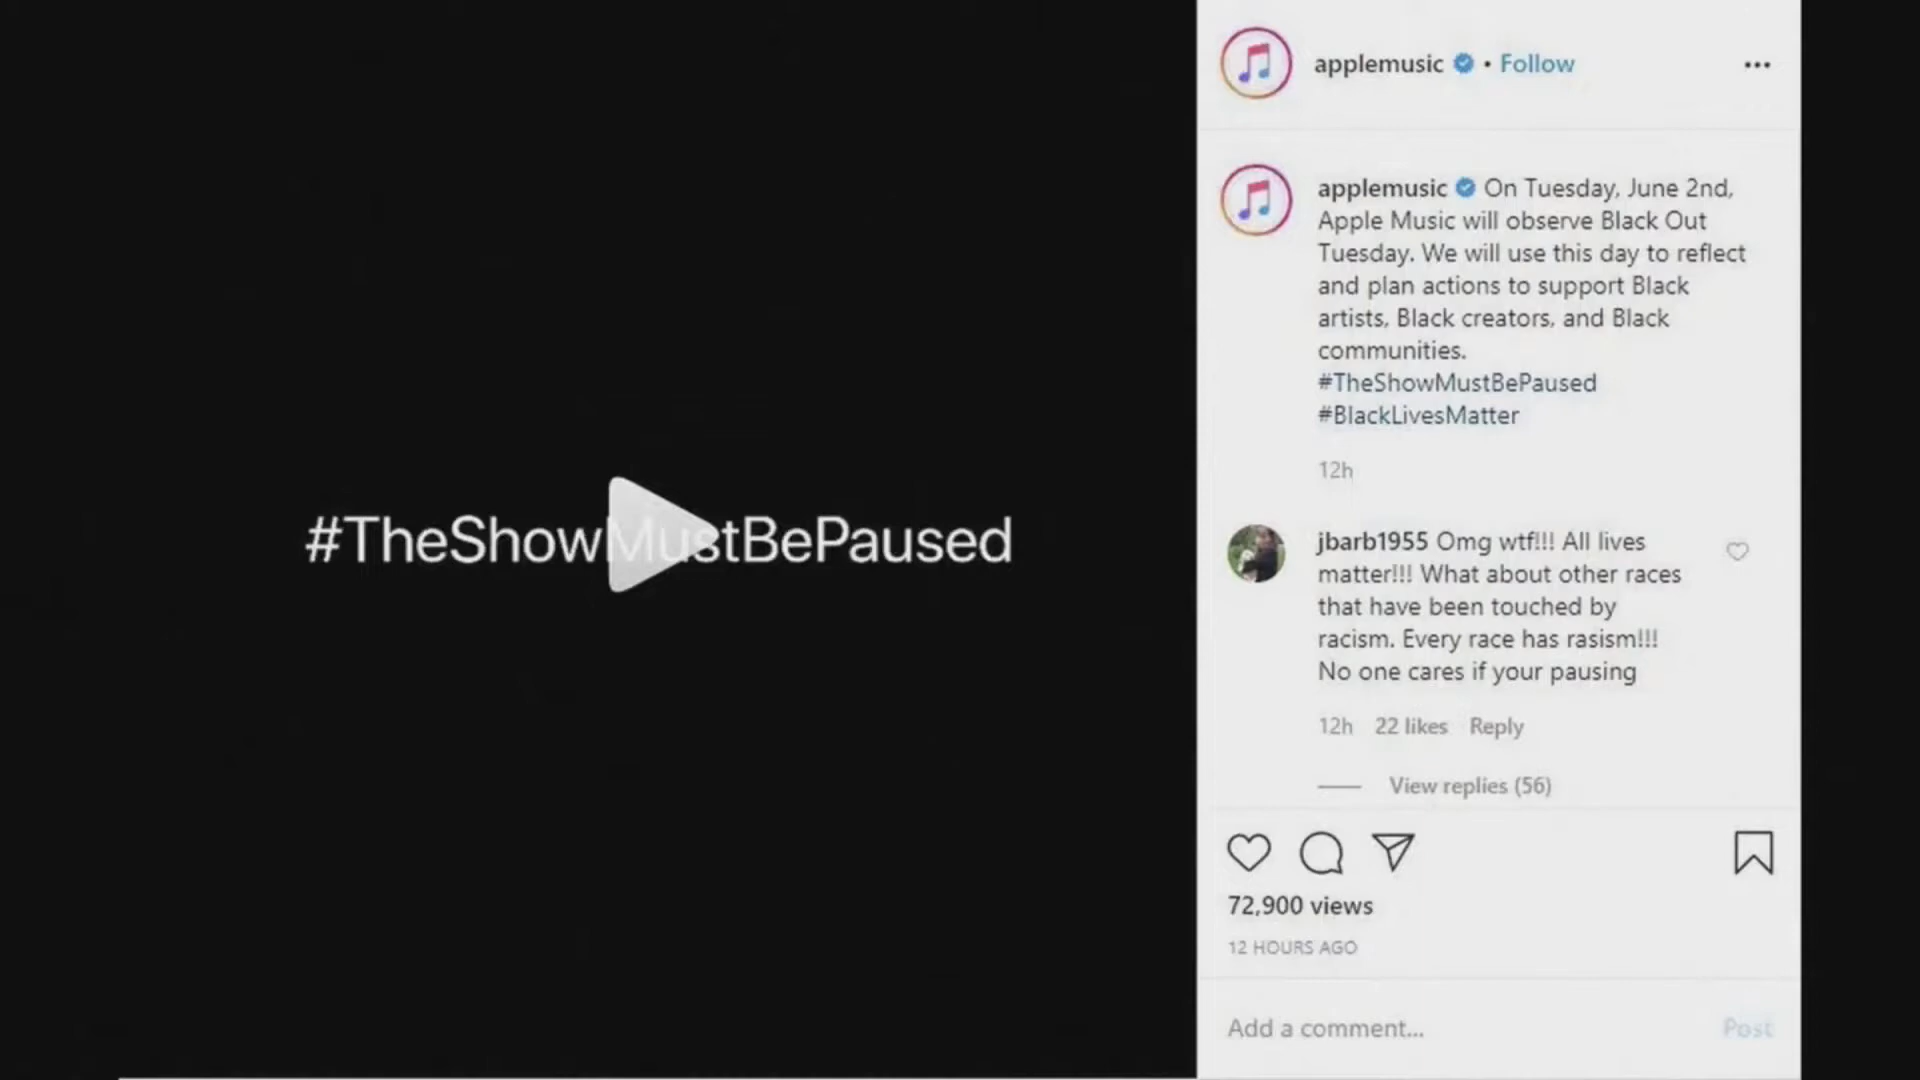 #TheShowMustBePaused
applemusic • Follow
applemusic On Tuesday, June 2nd,
Apple Music will observe Black Out
Tuesday. We will use this day to reflect
and plan actions to support Black
artists, Black creators, and Black
communities.
#TheShowMustBePaused
#BlackLivesMatter
12h
jbarb1955 Omg wtf!!! All lives
matter!!! What about other races
that have been touched by
racism. Every race has rasism!!!
No one cares if your pausing
12h 22 likes Reply
View replies (56)
72,900 views
12 HOURS AGO
Add a comment... Post